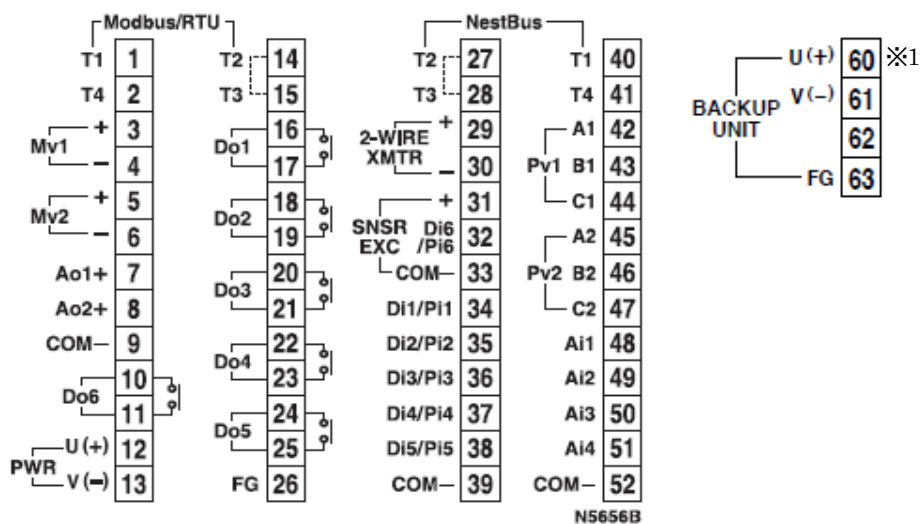 Modbus/RTU
T1 1
T4 2
Mv1 + 3
− 4
Mv2 + 5
− 6
Ao1+ 7
Ao2+ 8
COM− 9
Do6 10
11
PWR U(+) 12
V(−) 13
T2 14
T3 15
Do1 16
17
Do2 18
19
Do3 20
21
Do4 22
23
Do5 24
25
FG 26
NestBus
T2 27
T3 28
2-WIRE XMTR + 29
− 30
+ 31
SNSR EXC Di6/Pi6 32
COM− 33
Di1/Pi1 34
Di2/Pi2 35
Di3/Pi3 36
Di4/Pi4 37
Di5/Pi5 38
COM− 39
T1 40
T4 41
A1 42
Pv1 B1 43
C1 44
A2 45
Pv2 B2 46
C2 47
Ai1 48
Ai2 49
Ai3 50
Ai4 51
COM− 52
N5656B
U(+) 60 ※1
V(−) 61
BACKUP UNIT
62
FG 63